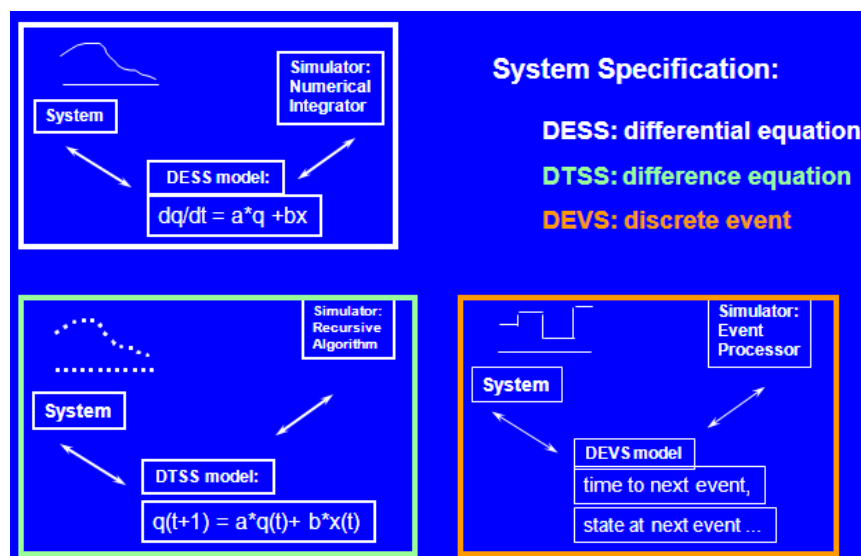 System
Simulator:
Numerical
Integrator
DESS model:
dq/dt = a*q +bx
System Specification:
DESS: differential equation
DTSS: difference equation
DEVS: discrete event
Simulator:
Recursive
Algorithm
System
DTSS model:
q(t+1) = a*q(t)+ b*x(t)
Simulator:
Event
Processor
System
DEVS model
time to next event,
state at next event ...